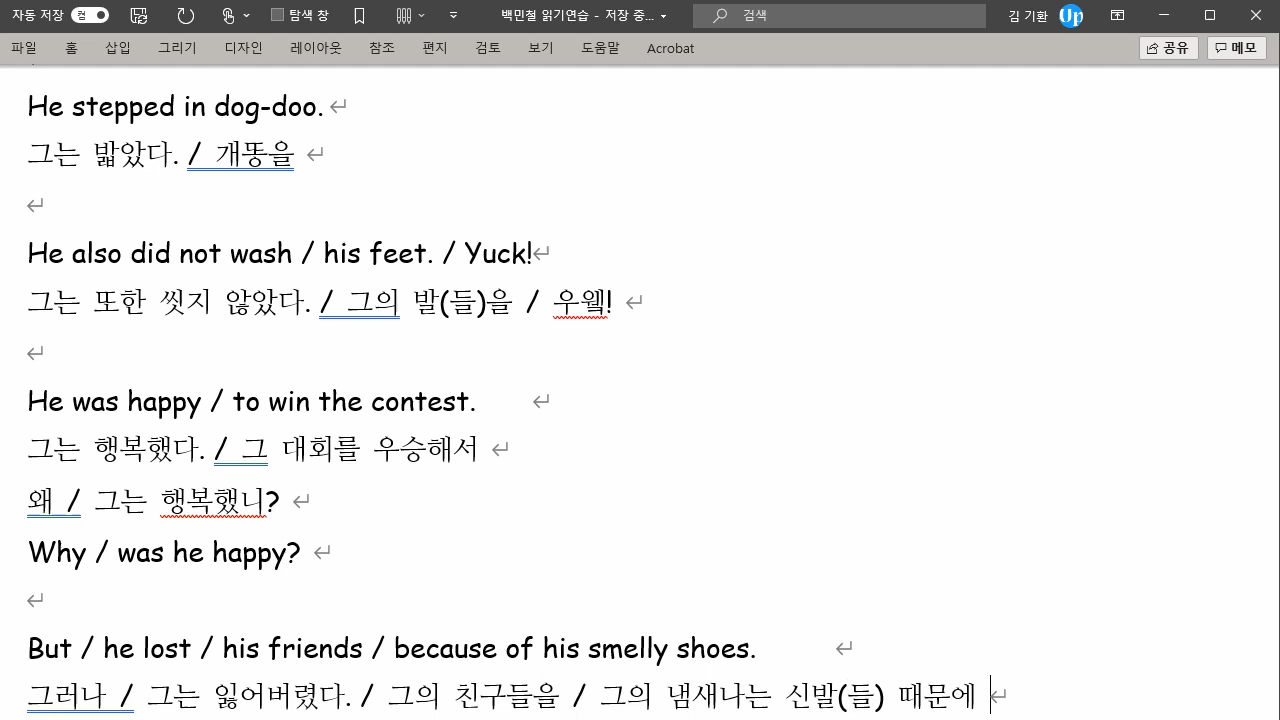 자동 저장 컴 탐색 창 백민철 읽기연습 - 저장 중... 검색 김 기환 Up
파일 홈 삽입 그리기 디자인 레이아웃 참조 편지 검토 보기 도움말 Acrobat 공유 메모
He stepped in dog-doo.
그는 밟았다. / 개똥을
He also did not wash / his feet. / Yuck!
그는 또한 씻지 않았다. / 그의 발(들)을 / 우웩!
He was happy / to win the contest.
그는 행복했다. / 그 대회를 우승해서
왜 / 그는 행복했니?
Why / was he happy?
But / he lost / his friends / because of his smelly shoes.
그러나 / 그는 잃어버렸다. / 그의 친구들을 / 그의 냄새나는 신발(들) 때문에